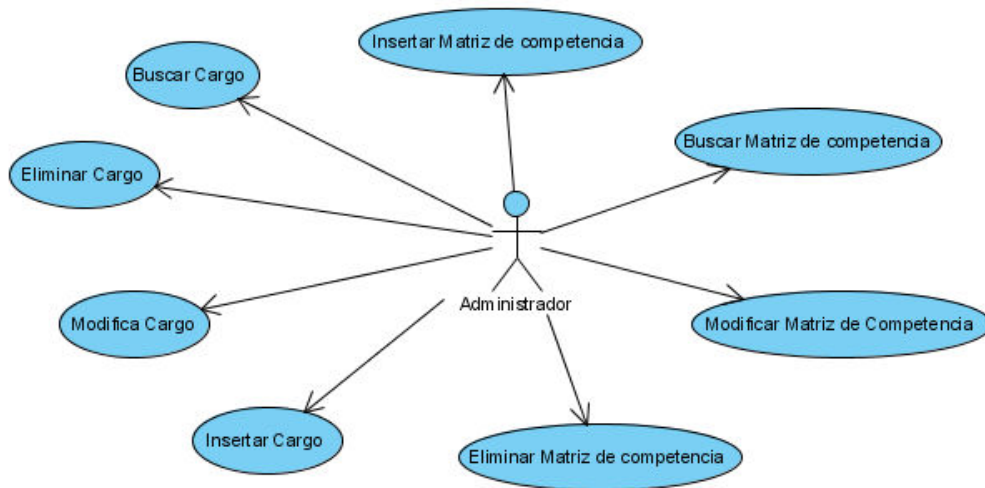 Insertar Matriz de competencia
Buscar Cargo
Buscar Matriz de competencia
Eliminar Cargo
Administrador
Modifica Cargo
Modificar Matriz de Competencia
Insertar Cargo
Eliminar Matriz de competencia